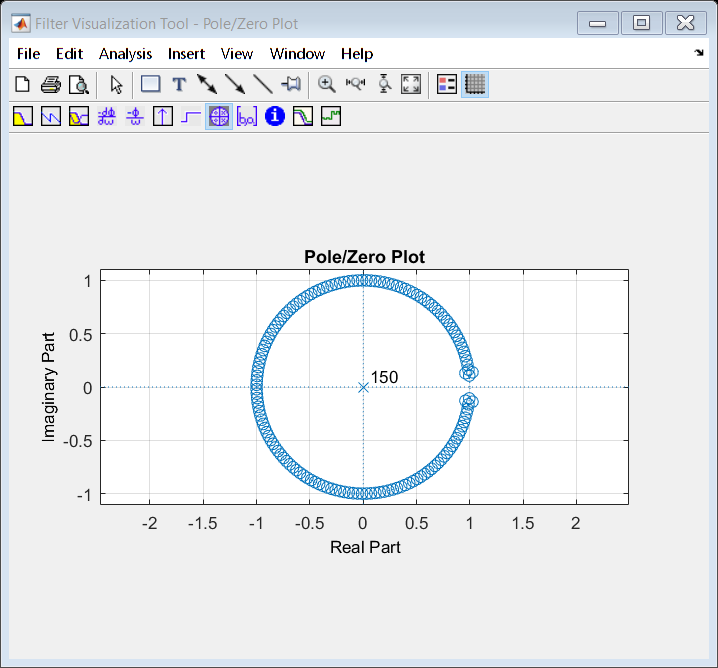 Filter Visualization Tool - Pole/Zero Plot
File Edit Analysis Insert View Window Help
Pole/Zero Plot
1
0.5
0
-0.5
-1
Imaginary Part
150
-2 -1.5 -1 -0.5 0 0.5 1 1.5 2
Real Part